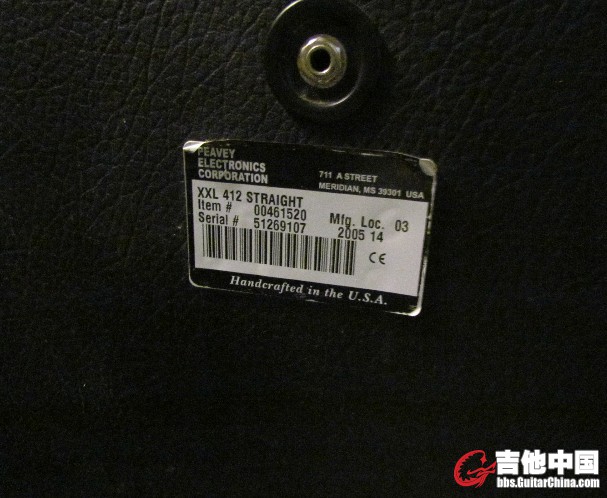 PEAVEY
ELECTRONICS
CORPORATION
711 A STREET
MERIDIAN, MS 39301 USA
XXL 412 STRAIGHT
Item # 00461520 Mfg. Loc. 03
Serial # 51269107 2005 14
CE
Handcrafted in the U.S.A.
吉他中国
bbs.GuitarChina.com